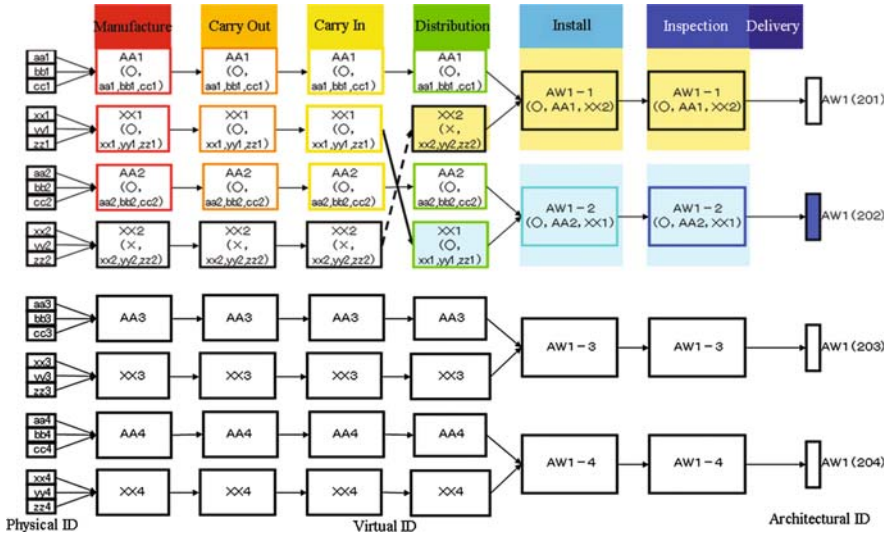 Manufacture Carry Out Carry In Distribution Install Inspection Delivery
aa1
bb1
cc1
AA1
(○,
aa1,bb1,cc1)
AA1
(○,
aa1,bb1,cc1)
AA1
(○,
aa1,bb1,cc1)
AA1
(○,
aa1,bb1,cc1)
AW1-1
(○, AA1, XX2)
AW1-1
(○, AA1, XX2)
AW1(201)
xx1
yy1
zz1
XX1
(○,
xx1,yy1,zz1)
XX1
(○,
xx1,yy1,zz1)
XX1
(○,
xx1,yy1,zz1)
XX2
(×,
xx2,yy2,zz2)
aa2
bb2
cc2
AA2
(○,
aa2,bb2,cc2)
AA2
(○,
aa2,bb2,cc2)
AA2
(○,
aa2,bb2,cc2)
AA2
(○,
aa2,bb2,cc2)
AW1-2
(○, AA2, XX1)
AW1-2
(○, AA2, XX1)
AW1(202)
xx2
yy2
zz2
XX2
(×,
xx2,yy2,zz2)
XX2
(×,
xx2,yy2,zz2)
XX2
(×,
xx2,yy2,zz2)
XX1
(○,
xx1,yy1,zz1)
aa3
bb3
cc3
AA3 AA3 AA3 AA3
AW1-3 AW1-3 AW1(203)
xx3
yy3
zz3
XX3 XX3 XX3 XX3
aa4
bb4
cc4
AA4 AA4 AA4 AA4
AW1-4 AW1-4 AW1(204)
xx4
yy4
zz4
XX4 XX4 XX4 XX4
Physical ID Virtual ID Architectural ID